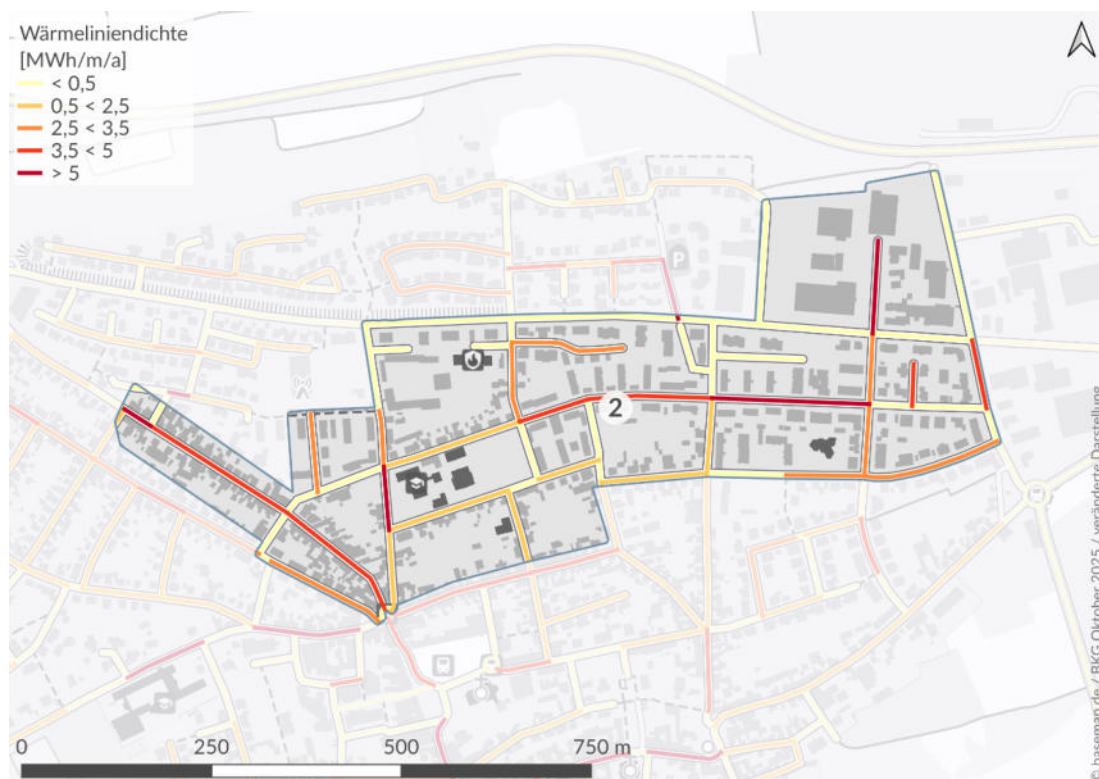 Wärmeliniendichte
[MWh/m/a]
< 0,5
0,5 < 2,5
2,5 < 3,5
3,5 < 5
> 5
P
2
0 250 500 750 m
© basemap.de / BKG Oktober 2025 / veränderte Darstellung